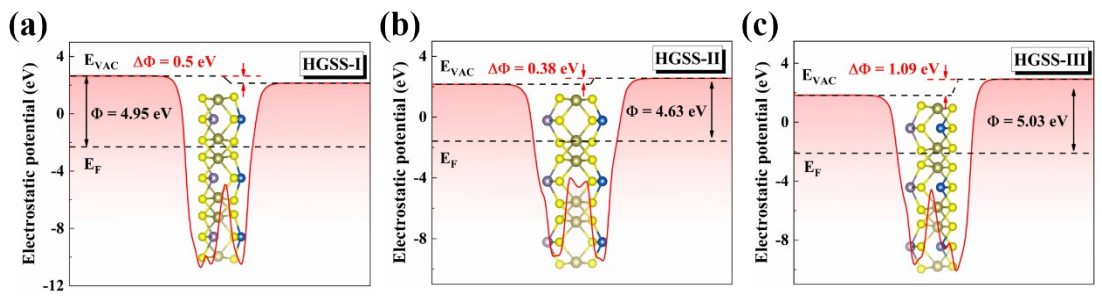 (a)
Electrostatic potential (eV)
4
0
-4
-8
-12
E_VAC
ΔΦ = 0.5 eV
HGSS-I
Φ = 4.95 eV
E_F
(b)
Electrostatic potential (eV)
4
0
-4
-8
E_VAC
ΔΦ = 0.38 eV
HGSS-II
Φ = 4.63 eV
E_F
(c)
Electrostatic potential (eV)
4
0
-4
-8
E_VAC
ΔΦ = 1.09 eV
HGSS-III
Φ = 5.03 eV
E_F